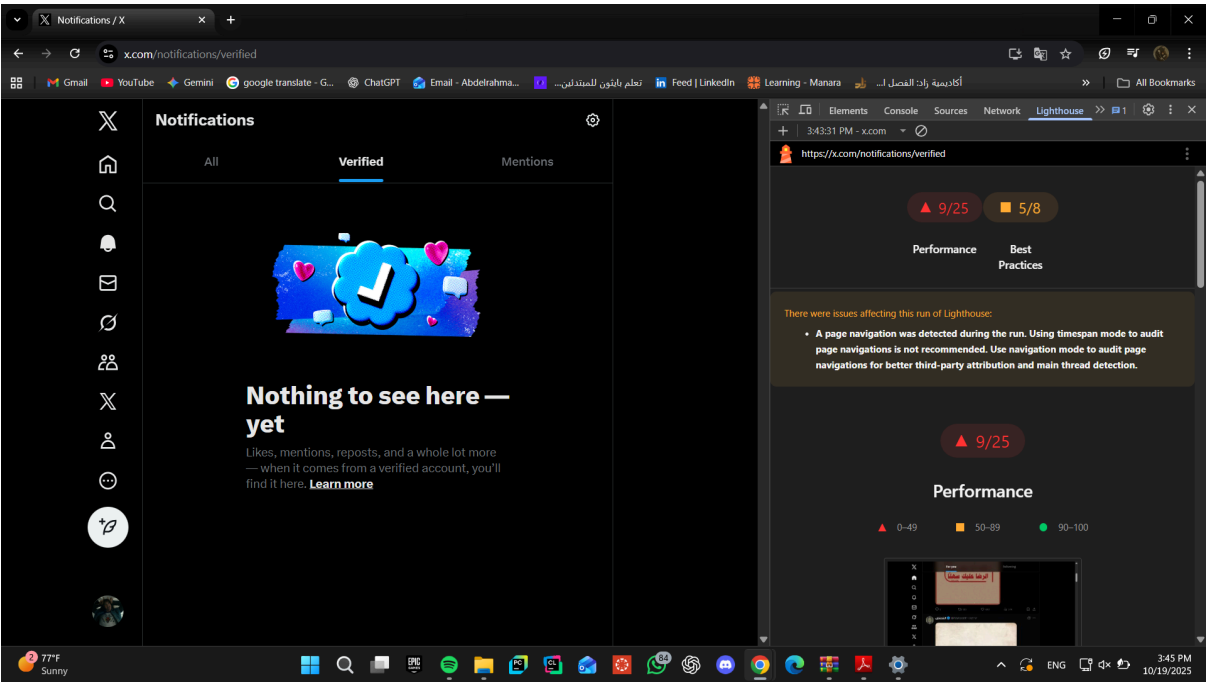 Notifications / X
x.com/notifications/verified
Gmail
YouTube
Gemini
google translate - G...
ChatGPT
Email - Abdelrahma...
تعلم بايثون للمبتدئين...
Feed | LinkedIn
Learning - Manara
أكاديمية زاد: الفصل ا...
»
All Bookmarks
Notifications
All
Verified
Mentions
Nothing to see here —
yet
Likes, mentions, reposts, and a whole lot more
— when it comes from a verified account, you'll
find it here. Learn more
Elements
Console
Sources
Network
Lighthouse
1
3:43:31 PM - x.com
https://x.com/notifications/verified
9/25
5/8
Performance
Best
Practices
There were issues affecting this run of Lighthouse:
• A page navigation was detected during the run. Using timespan mode to audit
page navigations is not recommended. Use navigation mode to audit page
navigations for better third-party attribution and main thread detection.
9/25
Performance
0–49
50–89
90–100
2
77°F
Sunny
EPIC
GAMES
PC
CL
84
ENG
3:45 PM
10/19/2025